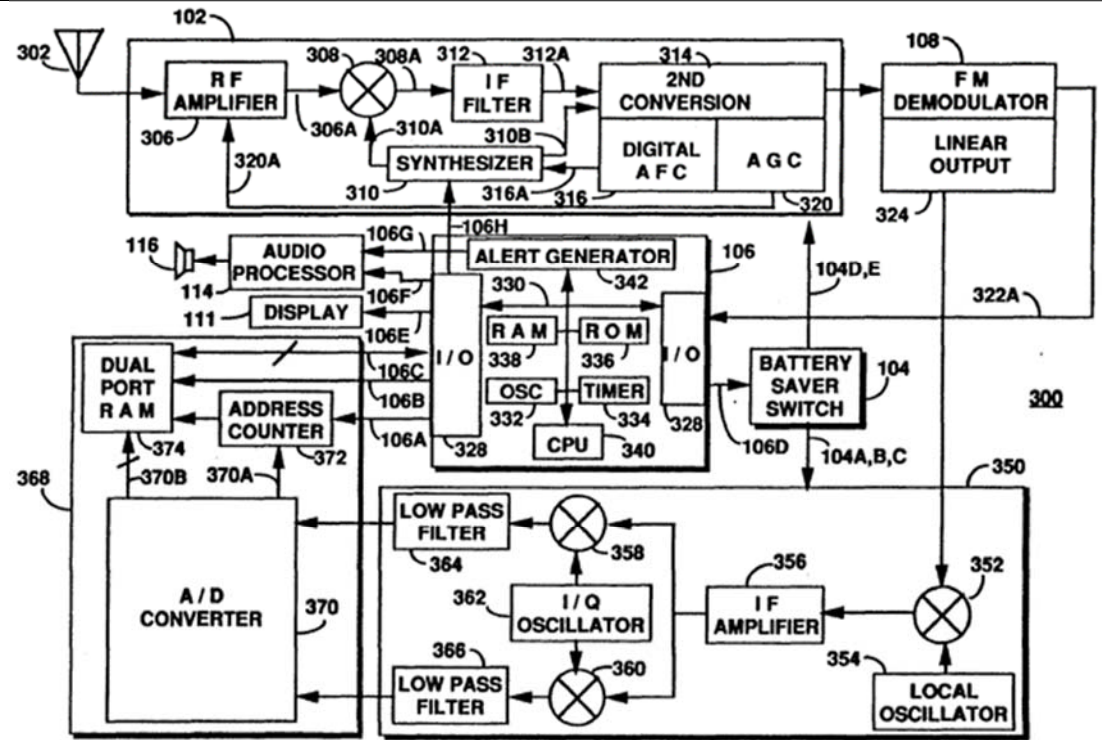 102
302
308
308A
312
312A
314
108
R F
AMPLIFIER
I F
FILTER
2ND
CONVERSION
F M
DEMODULATOR
306
306A
310A
310B
320A
SYNTHESIZER
DIGITAL
A F C
A G C
LINEAR
OUTPUT
310
316A
316
320
324
106H
116
106G
AUDIO
PROCESSOR
ALERT GENERATOR
106
114
106F
330
342
104D,E
322A
111
DISPLAY
106E
I / O
R A M
R O M
I / O
338
336
DUAL
PORT
R A M
106C
BATTERY
SAVER
SWITCH
104
300
106B
OSC
TIMER
ADDRESS
COUNTER
332
334
374
372
106A
328
CPU
340
328
106D
104A,B,C
368
370B
370A
350
LOW PASS
FILTER
364
358
356
352
A / D
CONVERTER
370
362
I / Q
OSCILLATOR
I F
AMPLIFIER
366
360
354
LOW PASS
FILTER
LOCAL
OSCILLATOR